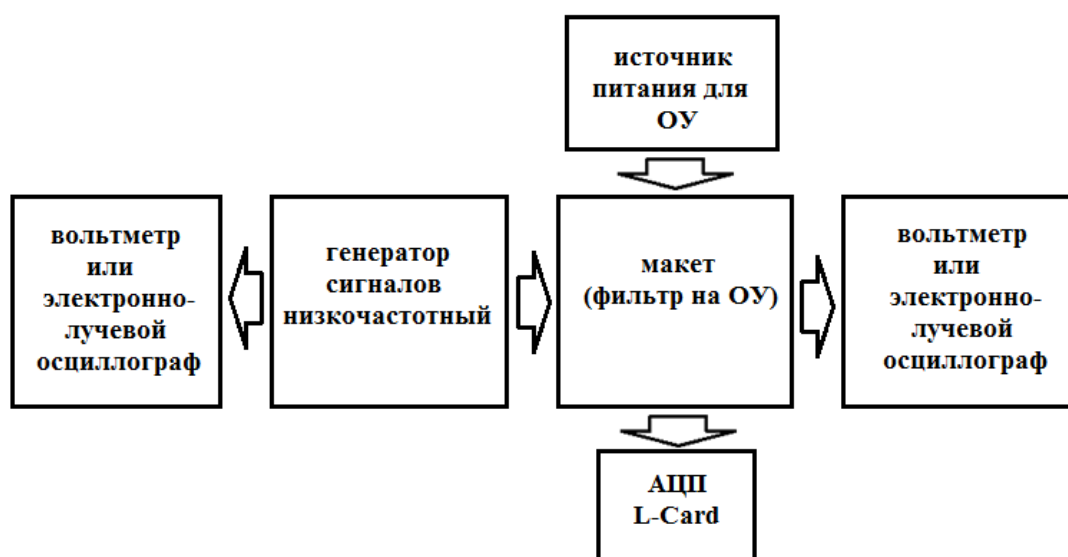 источник
питания для
ОУ
вольтметр
или
электронно-
лучевой
осциллограф
генератор
сигналов
низкочастотный
макет
(фильтр на ОУ)
вольтметр
или
электронно-
лучевой
осциллограф
АЦП
L-Card